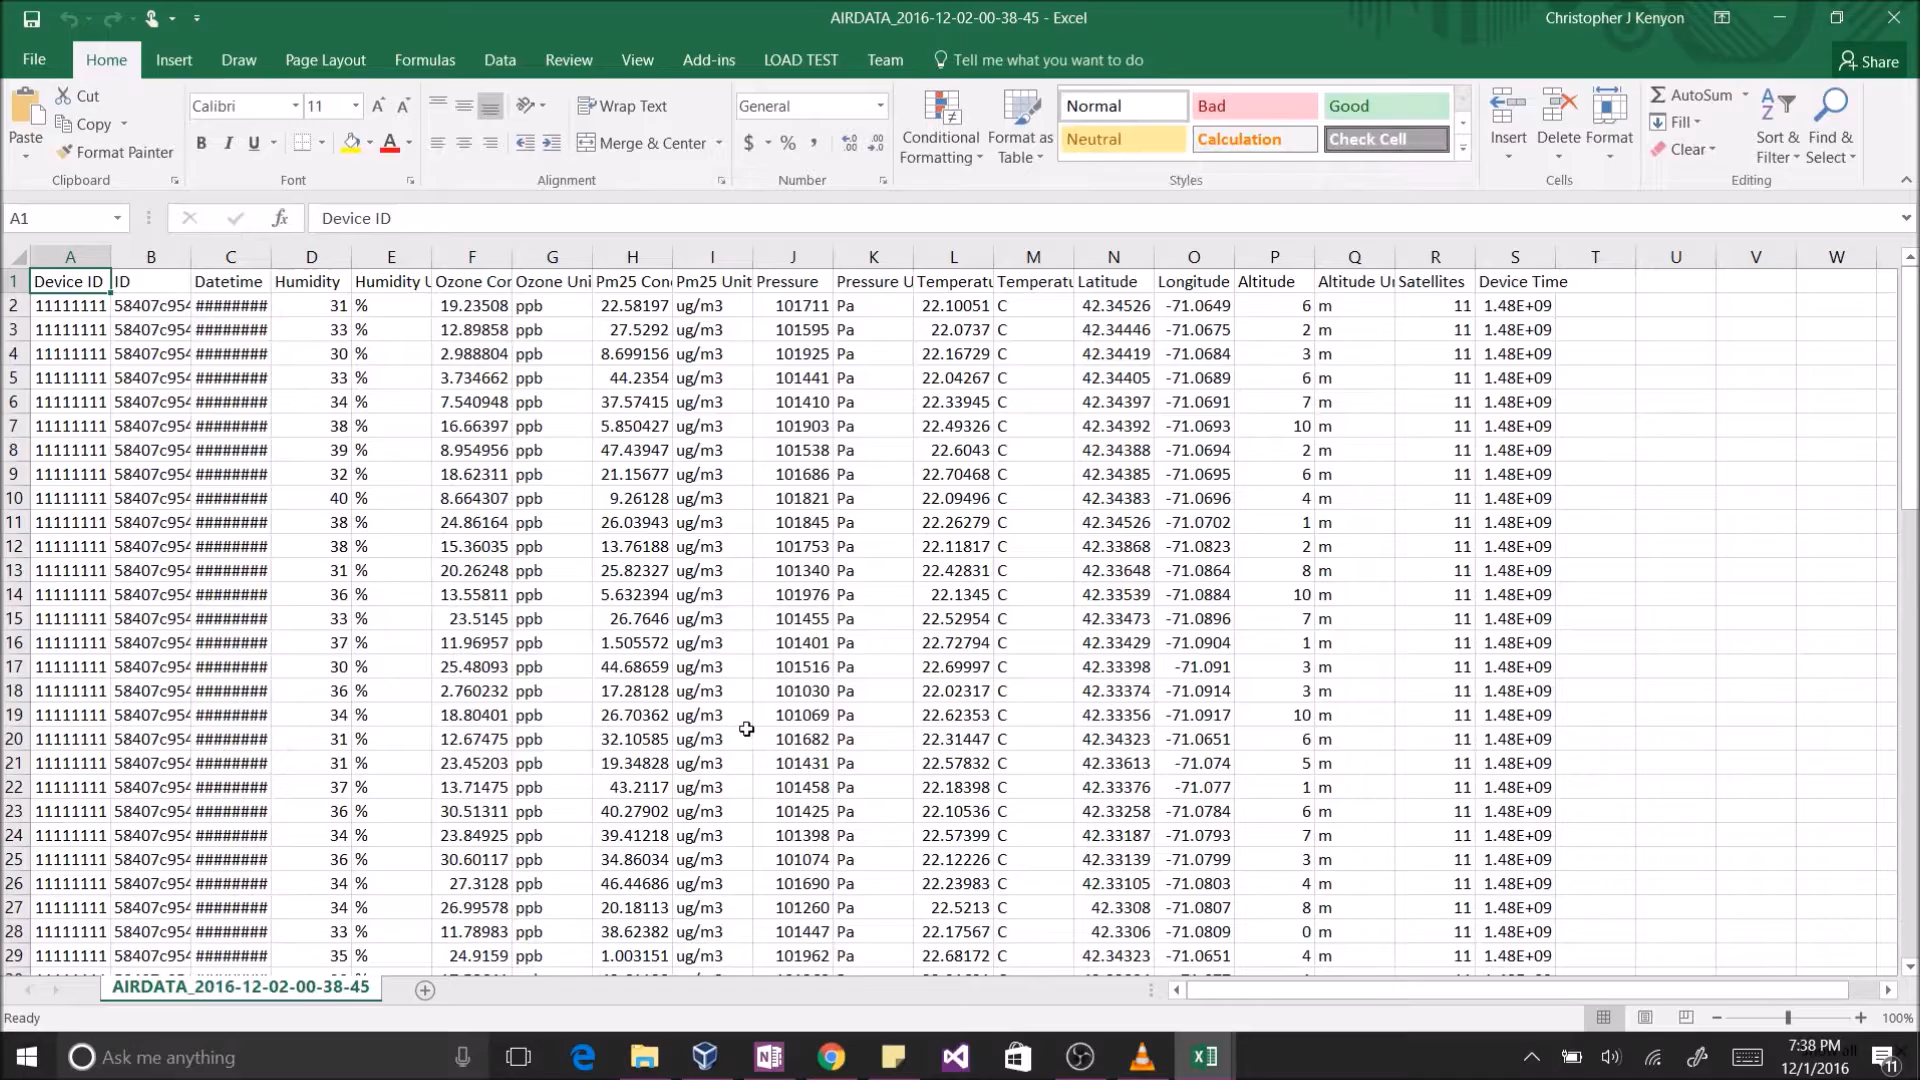 AIRDATA_2016-12-02-00-38-45 - Excel
Christopher J Kenyon
File Home Insert Draw Page Layout Formulas Data Review View Add-ins LOAD TEST Team Tell me what you want to do Share
Paste Cut Copy Format Painter Clipboard
Calibri 11 A A B I U A Font
Wrap Text Merge & Center Alignment
General $ % , Number
Conditional Formatting Format as Table Normal Bad Good Neutral Calculation Check Cell Styles
Insert Delete Format Cells
AutoSum Fill Clear Sort & Filter Find & Select Editing
A1 fx Device ID
A B C D E F G H I J K L M N O P Q R S T U V W
1 Device ID ID Datetime Humidity Humidity U Ozone Cor Ozone Uni Pm25 Con Pm25 Unit Pressure Pressure U Temperatu Temperatu Latitude Longitude Altitude Altitude Ur Satellites Device Time
2 11111111 58407c954 ######## 31 % 19.23508 ppb 22.58197 ug/m3 101711 Pa 22.10051 C 42.34526 -71.0649 6 m 11 1.48E+09
3 11111111 58407c954 ######## 33 % 12.89858 ppb 27.5292 ug/m3 101595 Pa 22.0737 C 42.34446 -71.0675 2 m 11 1.48E+09
4 11111111 58407c954 ######## 30 % 2.988804 ppb 8.699156 ug/m3 101925 Pa 22.16729 C 42.34419 -71.0684 3 m 11 1.48E+09
5 11111111 58407c954 ######## 33 % 3.734662 ppb 44.2354 ug/m3 101441 Pa 22.04267 C 42.34405 -71.0689 6 m 11 1.48E+09
6 11111111 58407c954 ######## 34 % 7.540948 ppb 37.57415 ug/m3 101410 Pa 22.33945 C 42.34397 -71.0691 7 m 11 1.48E+09
7 11111111 58407c954 ######## 38 % 16.66397 ppb 5.850427 ug/m3 101903 Pa 22.49326 C 42.34392 -71.0693 10 m 11 1.48E+09
8 11111111 58407c954 ######## 39 % 8.954956 ppb 47.43947 ug/m3 101538 Pa 22.6043 C 42.34388 -71.0694 2 m 11 1.48E+09
9 11111111 58407c954 ######## 32 % 18.62311 ppb 21.15677 ug/m3 101686 Pa 22.70468 C 42.34385 -71.0695 6 m 11 1.48E+09
10 11111111 58407c954 ######## 40 % 8.664307 ppb 9.26128 ug/m3 101821 Pa 22.09496 C 42.34383 -71.0696 4 m 11 1.48E+09
11 11111111 58407c954 ######## 38 % 24.86164 ppb 26.03943 ug/m3 101845 Pa 22.26279 C 42.34526 -71.0702 1 m 11 1.48E+09
12 11111111 58407c954 ######## 38 % 15.36035 ppb 13.76188 ug/m3 101753 Pa 22.11817 C 42.33868 -71.0823 2 m 11 1.48E+09
13 11111111 58407c954 ######## 31 % 20.26248 ppb 25.82327 ug/m3 101340 Pa 22.42831 C 42.33648 -71.0864 8 m 11 1.48E+09
14 11111111 58407c954 ######## 36 % 13.55811 ppb 5.632394 ug/m3 101976 Pa 22.1345 C 42.33539 -71.0884 10 m 11 1.48E+09
15 11111111 58407c954 ######## 33 % 23.5145 ppb 26.7646 ug/m3 101455 Pa 22.52954 C 42.33473 -71.0896 7 m 11 1.48E+09
16 11111111 58407c954 ######## 37 % 11.96957 ppb 1.505572 ug/m3 101401 Pa 22.72794 C 42.33429 -71.0904 1 m 11 1.48E+09
17 11111111 58407c954 ######## 30 % 25.48093 ppb 44.68659 ug/m3 101516 Pa 22.69997 C 42.33398 -71.091 3 m 11 1.48E+09
18 11111111 58407c954 ######## 36 % 2.760232 ppb 17.28128 ug/m3 101030 Pa 22.02317 C 42.33374 -71.0914 3 m 11 1.48E+09
19 11111111 58407c954 ######## 34 % 18.80401 ppb 26.70362 ug/m3 101069 Pa 22.62353 C 42.33356 -71.0917 10 m 11 1.48E+09
20 11111111 58407c954 ######## 31 % 12.67475 ppb 32.10585 ug/m3 101682 Pa 22.31447 C 42.34323 -71.0651 6 m 11 1.48E+09
21 11111111 58407c954 ######## 31 % 23.45203 ppb 19.34828 ug/m3 101431 Pa 22.57832 C 42.33613 -71.074 5 m 11 1.48E+09
22 11111111 58407c954 ######## 37 % 13.71475 ppb 43.2117 ug/m3 101458 Pa 22.18398 C 42.33376 -71.077 1 m 11 1.48E+09
23 11111111 58407c954 ######## 36 % 30.51311 ppb 40.27902 ug/m3 101425 Pa 22.10536 C 42.33258 -71.0784 6 m 11 1.48E+09
24 11111111 58407c954 ######## 34 % 23.84925 ppb 39.41218 ug/m3 101398 Pa 22.57399 C 42.33187 -71.0793 7 m 11 1.48E+09
25 11111111 58407c954 ######## 36 % 30.60117 ppb 34.86034 ug/m3 101074 Pa 22.12226 C 42.33139 -71.0799 3 m 11 1.48E+09
26 11111111 58407c954 ######## 34 % 27.3128 ppb 46.44686 ug/m3 101690 Pa 22.23983 C 42.33105 -71.0803 4 m 11 1.48E+09
27 11111111 58407c954 ######## 34 % 26.99578 ppb 20.18113 ug/m3 101260 Pa 22.5213 C 42.3308 -71.0807 8 m 11 1.48E+09
28 11111111 58407c954 ######## 33 % 11.78983 ppb 38.62382 ug/m3 101447 Pa 22.17567 C 42.3306 -71.0809 0 m 11 1.48E+09
29 11111111 58407c954 ######## 35 % 24.9159 ppb 1.003151 ug/m3 101962 Pa 22.68172 C 42.34323 -71.0651 4 m 11 1.48E+09
AIRDATA_2016-12-02-00-38-45
Ready 100%
Ask me anything
7:38 PM
12/1/2016
11